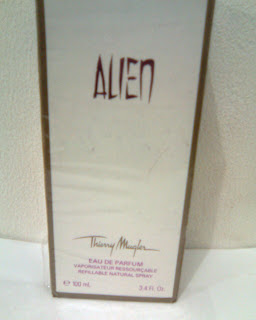 ALIEN
Thierry Mugler
EAU DE PARFUM
VAPORISATEUR RESSOURÇABLE
REFILLABLE NATURAL SPRAY
e 100 mL 3.4 Fl. Oz